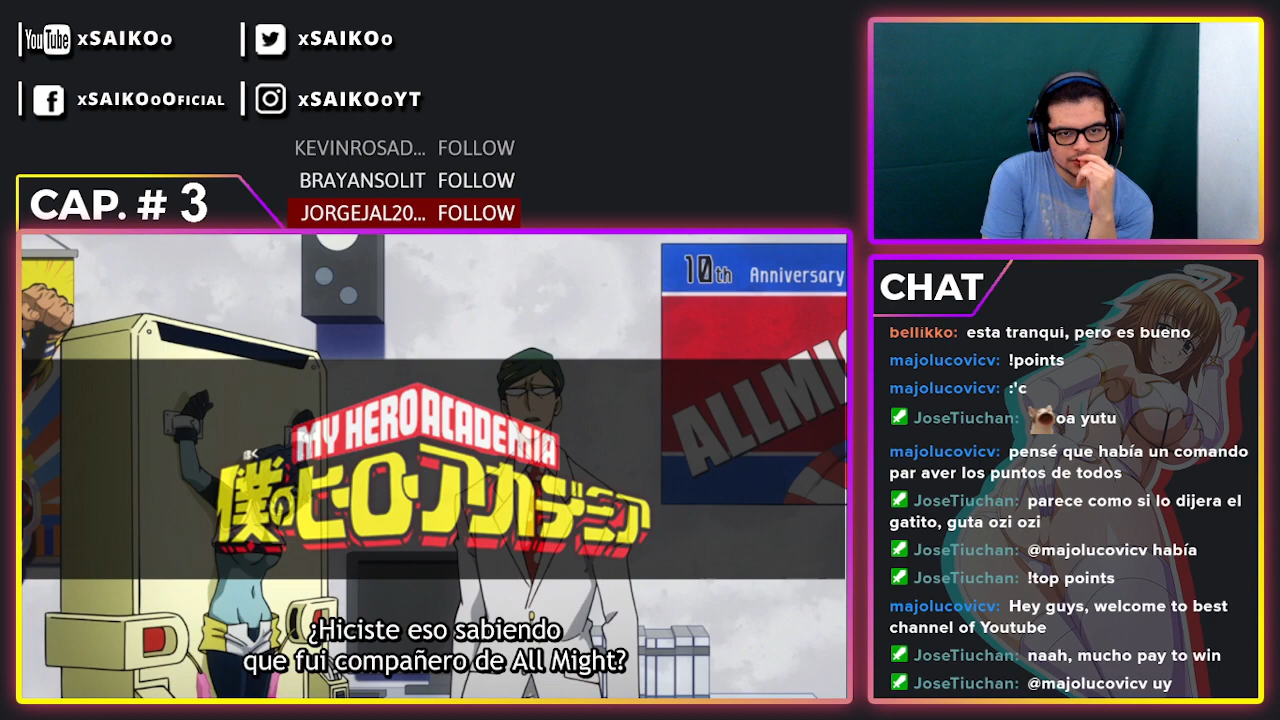 YouTube xSAIKOo
xSAIKOo
xSAIKOoOficial
xSAIKOoYT
KEVINROSAD... FOLLOW
BRAYANSOLIT FOLLOW
JORGEJAL20... FOLLOW
CAP. # 3
10th Anniversary
ALLMI
MY HERO ACADEMIA
ぼく
僕のヒーローアカデミア
¿Hiciste eso sabiendo
que fui compañero de All Might?
CHAT
bellikko: esta tranqui, pero es bueno
majolucovicv: !points
majolucovicv: :'c
JoseTiuchan: oa yutu
majolucovicv: pensé que había un comando
par aver los puntos de todos
JoseTiuchan: parece como si lo dijera el
gatito, guta ozi ozi
JoseTiuchan: @majolucovicv había
JoseTiuchan: !top points
majolucovicv: Hey guys, welcome to best
channel of Youtube
JoseTiuchan: naah, mucho pay to win
JoseTiuchan: @majolucovicv uy